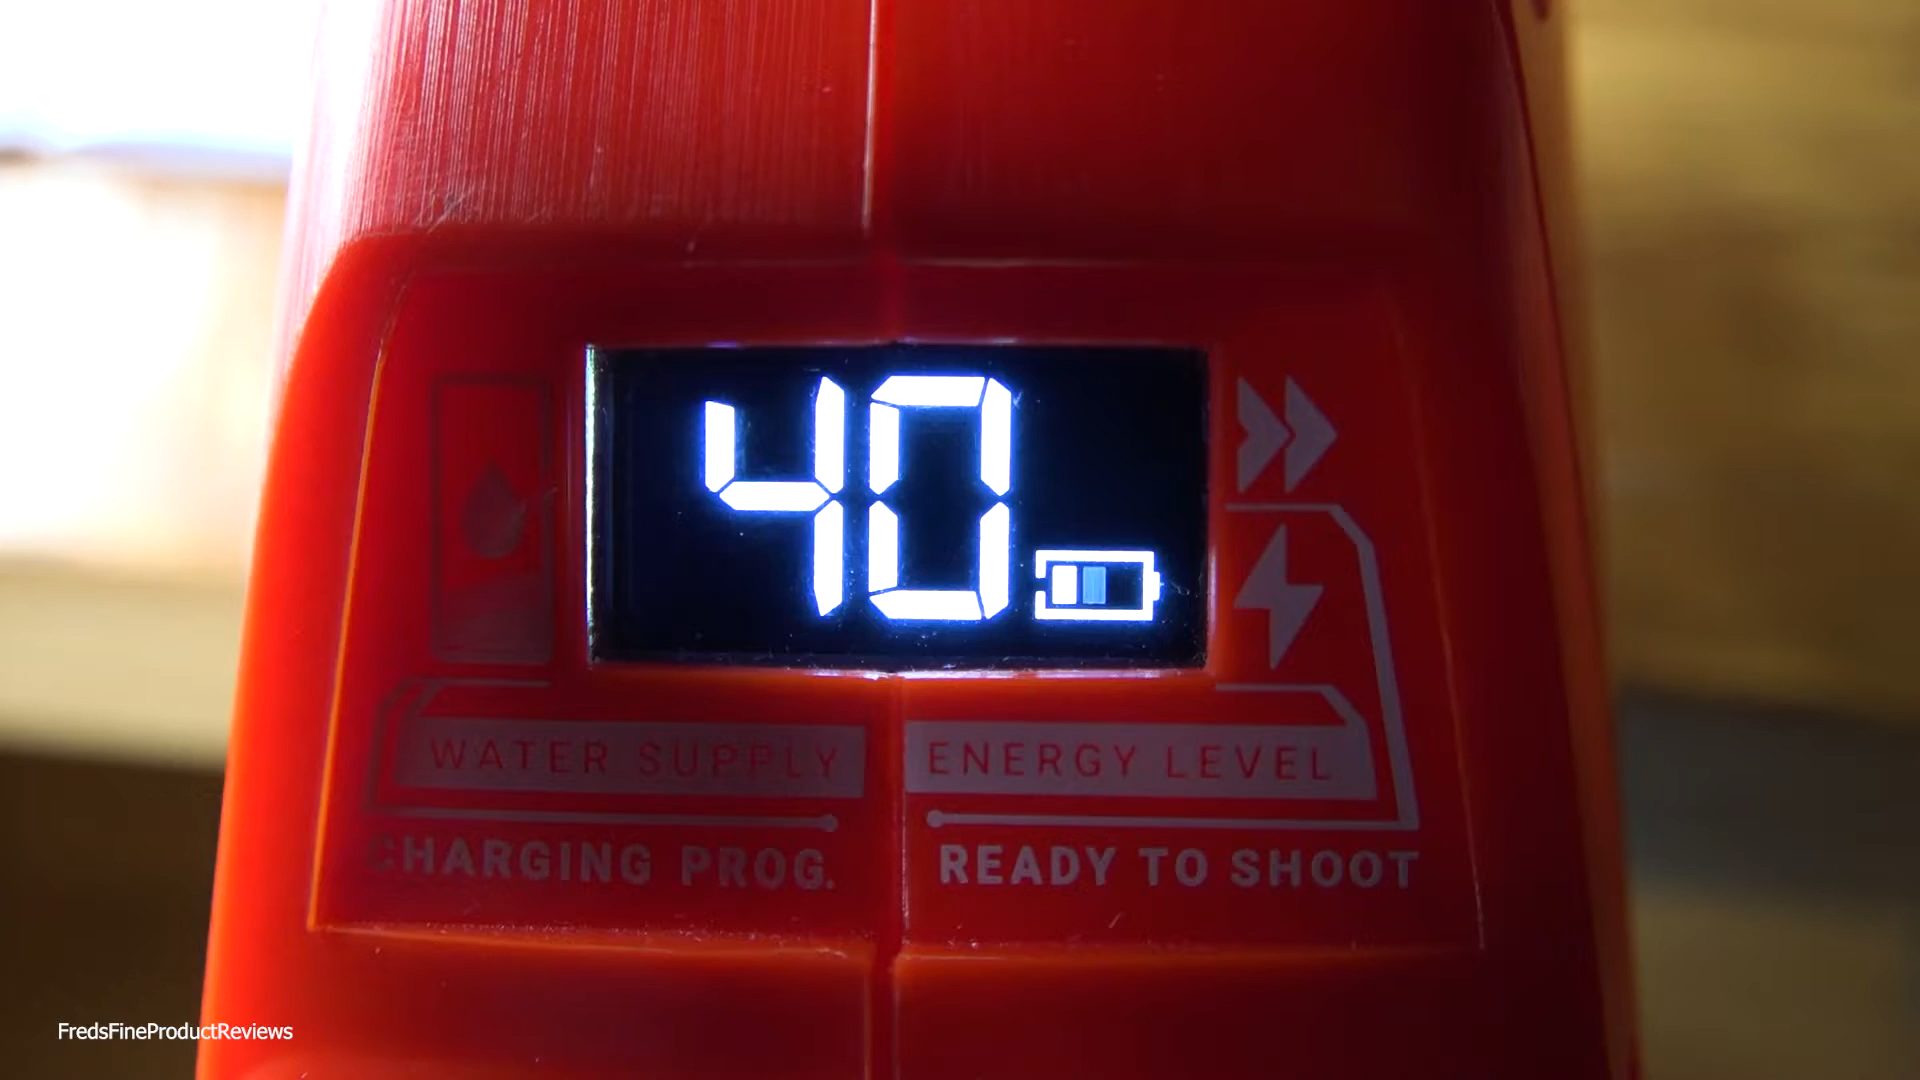 40
WATER SUPPLY
ENERGY LEVEL
CHARGING PROG.
READY TO SHOOT
FredsFineProductReviews